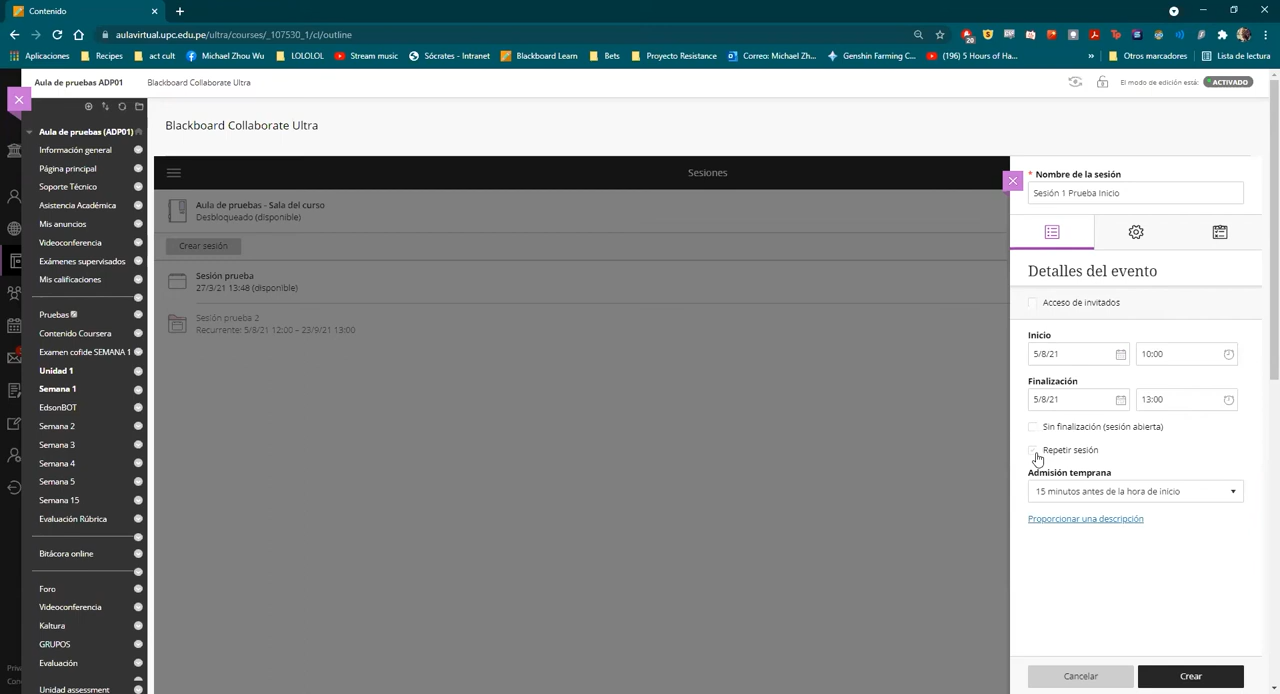 Contenido
aulavirtual.upc.edu.pe/ultra/courses/_107530_1/cl/outline
20
Aplicaciones
Recipes
act cult
Michael Zhou Wu
LOLOLOL
Stream music
Sócrates - Intranet
Blackboard Learn
Bets
Proyecto Resistance
Correo: Michael Zh...
Genshin Farming C...
(196) 5 Hours of Ha...
»
Otros marcadores
Lista de lectura
Aula de pruebas ADP01
Blackboard Collaborate Ultra
El modo de edición está:
ACTIVADO
Aula de pruebas (ADP01)
Información general
Página principal
Soporte Técnico
Asistencia Académica
Mis anuncios
Videoconferencia
Exámenes supervisados
Mis calificaciones
Pruebas
Contenido Coursera
Examen cofide SEMANA 1
Unidad 1
Semana 1
EdsonBOT
Semana 2
Semana 3
Semana 4
Semana 5
Semana 15
Evaluación Rúbrica
Bitácora online
Foro
Videoconferencia
Kaltura
GRUPOS
Evaluación
Unidad assessment
Priva
Con
Blackboard Collaborate Ultra
Sesiones
Aula de pruebas - Sala del curso
Desbloqueado (disponible)
Crear sesión
Sesión prueba
27/3/21 13:48 (disponible)
Sesión prueba 2
Recurrente: 5/8/21 12:00 – 23/9/21 13:00
* Nombre de la sesión
Sesión 1 Prueba Inicio
Detalles del evento
Acceso de invitados
Inicio
5/8/21
10:00
Finalización
5/8/21
13:00
Sin finalización (sesión abierta)
Repetir sesión
Admisión temprana
15 minutos antes de la hora de inicio
Proporcionar una descripción
Cancelar
Crear